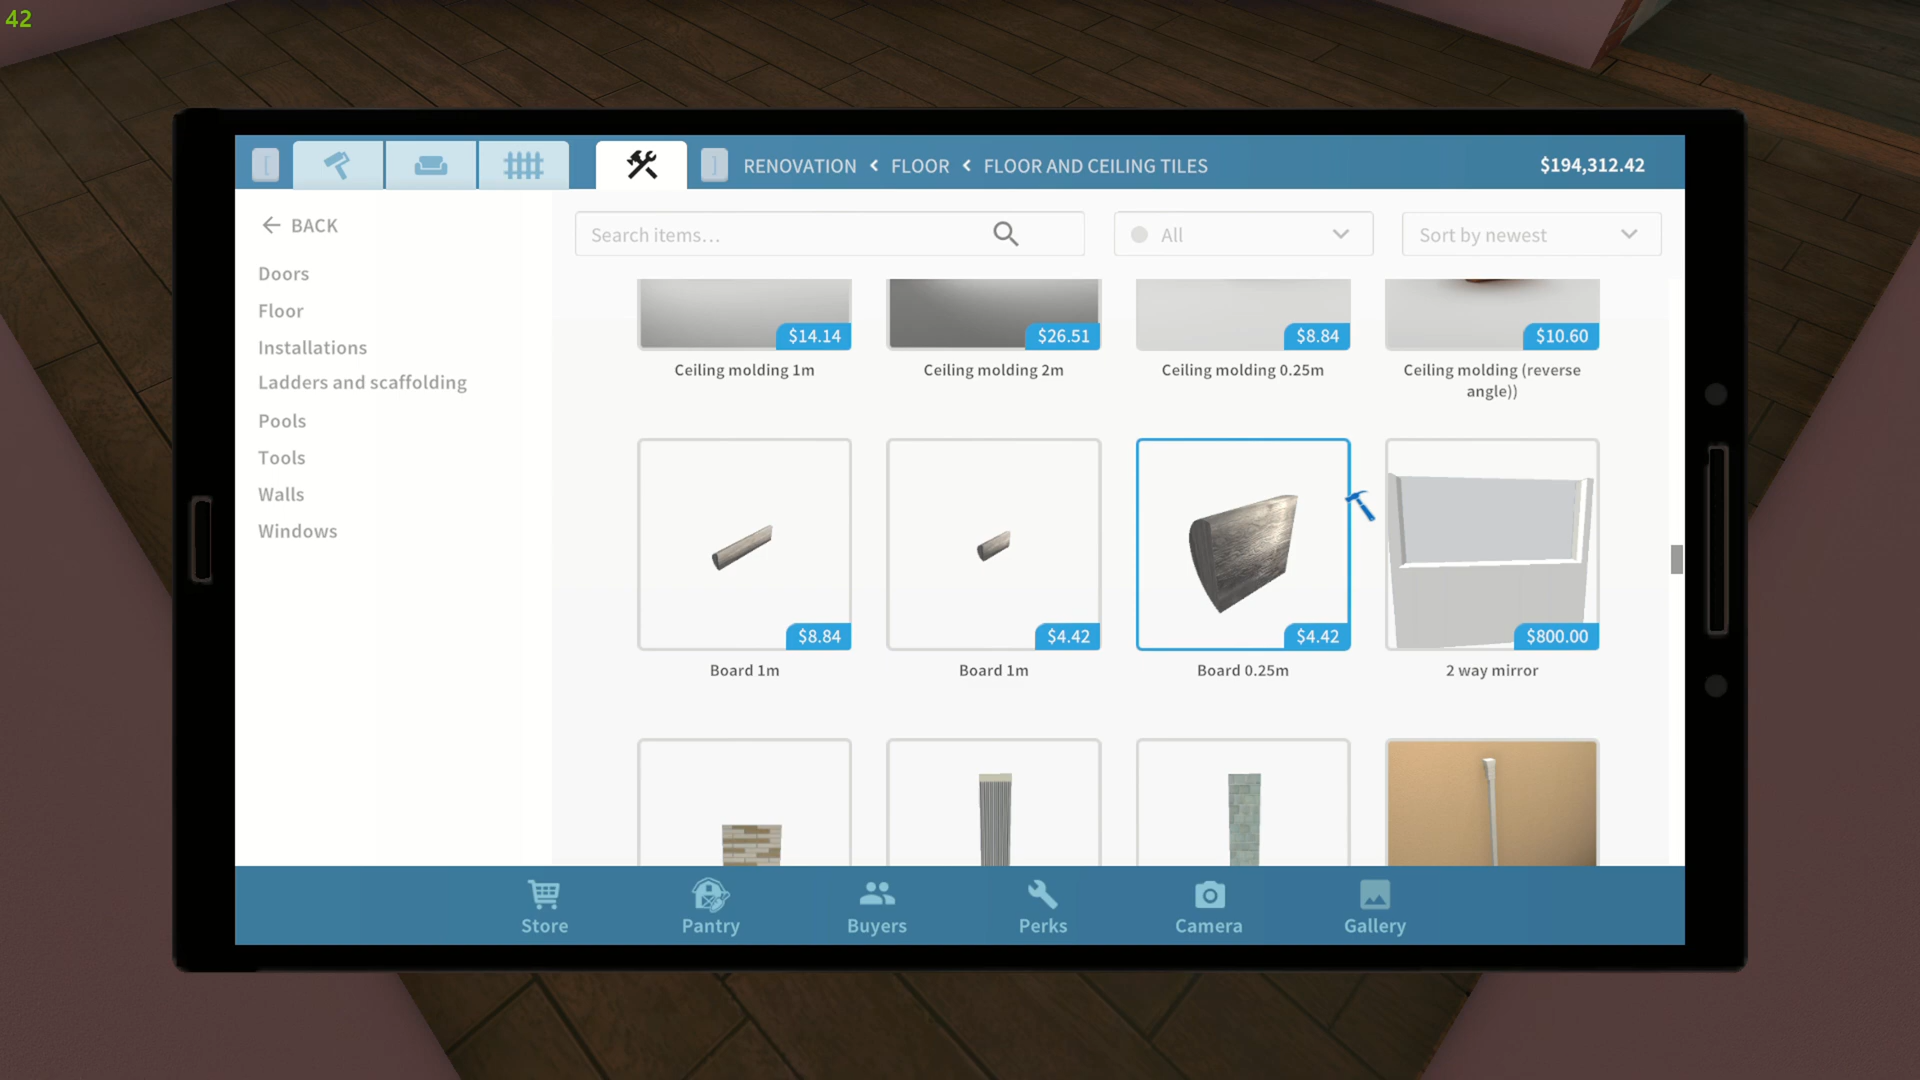 42
[
]
RENOVATION < FLOOR < FLOOR AND CEILING TILES
$194,312.42
BACK
Search items...
All
Sort by newest
Doors
Floor
Installations
Ladders and scaffolding
Pools
Tools
Walls
Windows
$14.14
$26.51
$8.84
$10.60
Ceiling molding 1m
Ceiling molding 2m
Ceiling molding 0.25m
Ceiling molding (reverse
angle))
$8.84
$4.42
$4.42
$800.00
Board 1m
Board 1m
Board 0.25m
2 way mirror
Store
Pantry
Buyers
Perks
Camera
Gallery